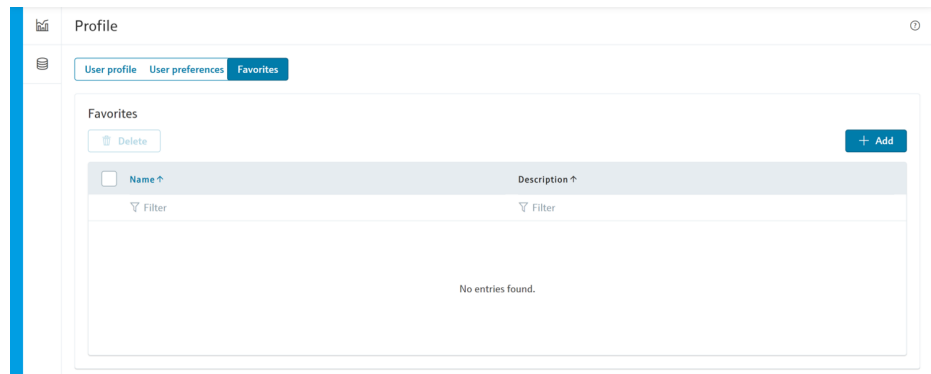 Profile
User profile User preferences Favorites
Favorites
Delete
+ Add
Name↑ Description↑
Filter Filter
No entries found.